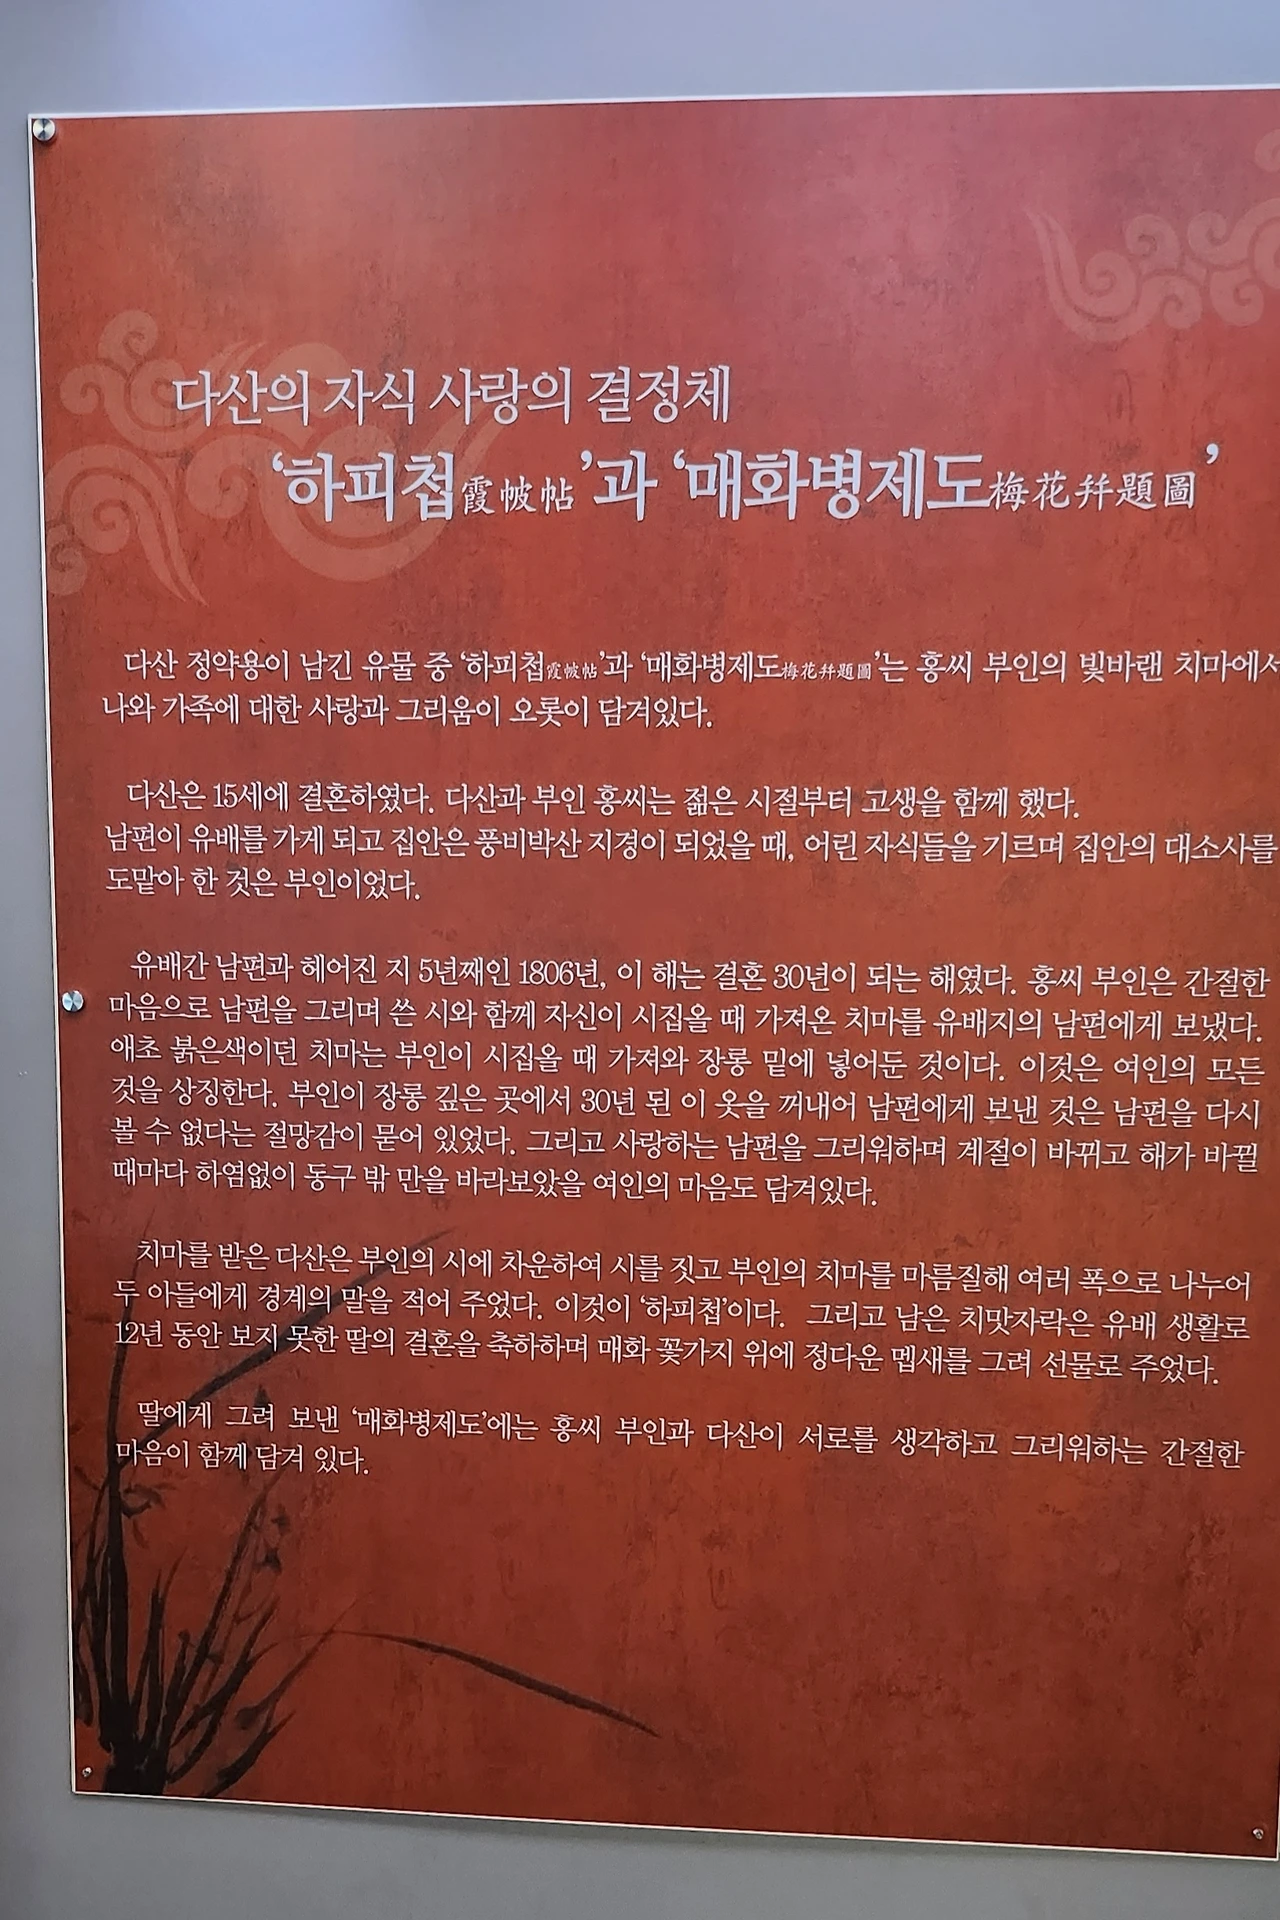 다산의 자식 사랑의 결정체
‘하피첩霞帔帖’과 ‘매화병제도梅花幷題圖’
다산 정약용이 남긴 유물 중 ‘하피첩霞帔帖’과 ‘매화병제도梅花幷題圖’는 홍씨 부인의 빛바랜 치마에서
나와 가족에 대한 사랑과 그리움이 오롯이 담겨있다.
다산은 15세에 결혼하였다. 다산과 부인 홍씨는 젊은 시절부터 고생을 함께 했다.
남편이 유배를 가게 되고 집안은 풍비박산 지경이 되었을 때, 어린 자식들을 기르며 집안의 대소사를
도맡아 한 것은 부인이었다.
유배간 남편과 헤어진 지 5년째인 1806년, 이 해는 결혼 30년이 되는 해였다. 홍씨 부인은 간절한
마음으로 남편을 그리며 쓴 시와 함께 자신이 시집올 때 가져온 치마를 유배지의 남편에게 보냈다.
애초 붉은색이던 치마는 부인이 시집올 때 가져와 장롱 밑에 넣어둔 것이다. 이것은 여인의 모든
것을 상징한다. 부인이 장롱 깊은 곳에서 30년 된 이 옷을 꺼내어 남편에게 보낸 것은 남편을 다시
볼 수 없다는 절망감이 묻어 있었다. 그리고 사랑하는 남편을 그리워하며 계절이 바뀌고 해가 바뀔
때마다 하염없이 동구 밖 만을 바라보았을 여인의 마음도 담겨있다.
치마를 받은 다산은 부인의 시에 차운하여 시를 짓고 부인의 치마를 마름질해 여러 폭으로 나누어
두 아들에게 경계의 말을 적어 주었다. 이것이 ‘하피첩’이다. 그리고 남은 치맛자락은 유배 생활로
12년 동안 보지 못한 딸의 결혼을 축하하며 매화 꽃가지 위에 정다운 멥새를 그려 선물로 주었다.
딸에게 그려 보낸 ‘매화병제도’에는 홍씨 부인과 다산이 서로를 생각하고 그리워하는 간절한
마음이 함께 담겨 있다.